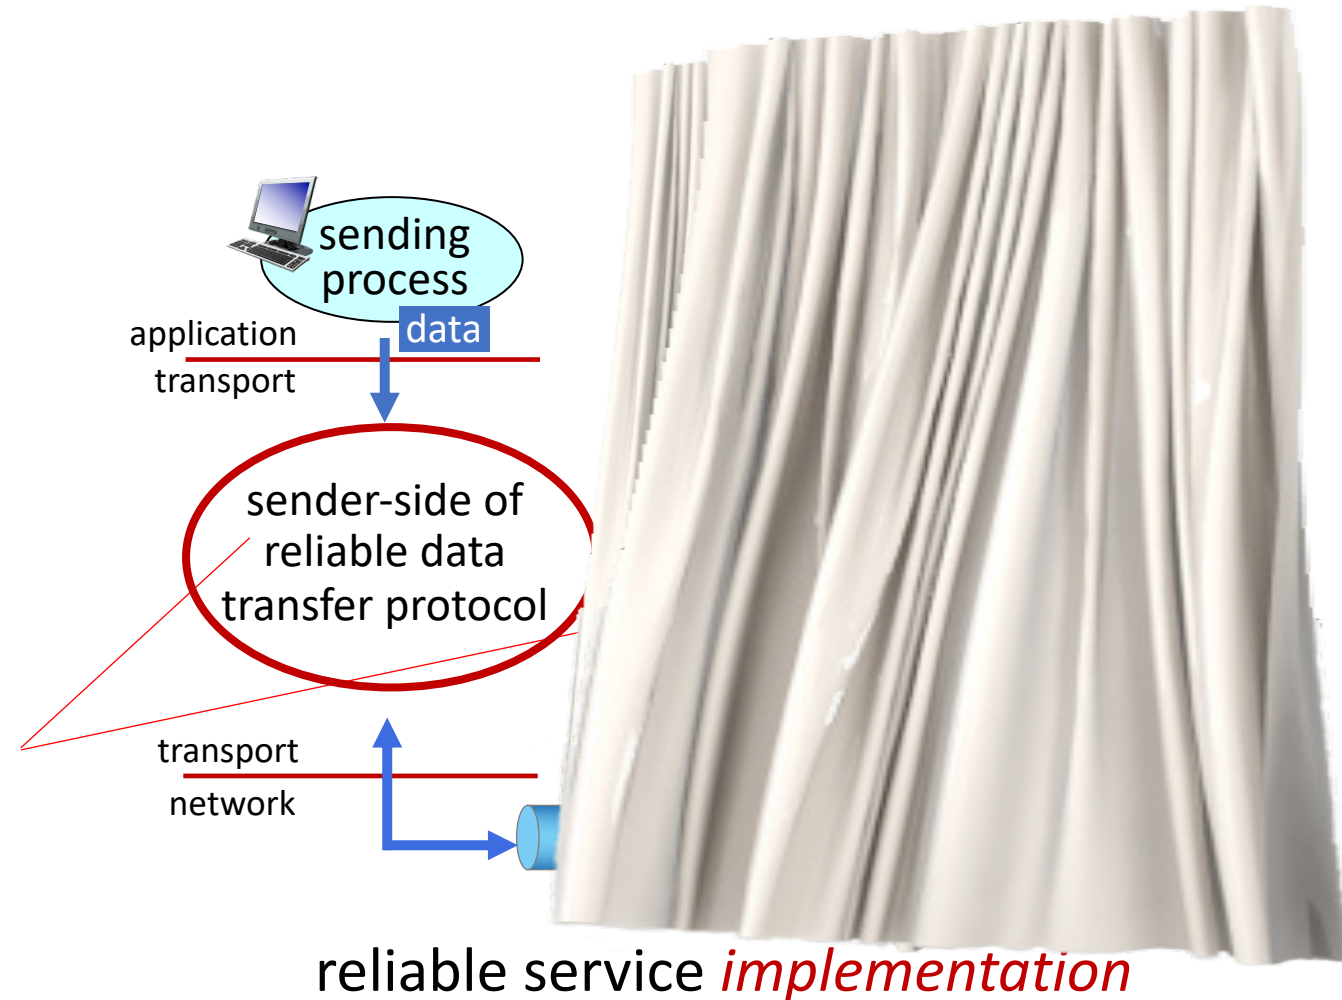 sending
process
data
application
transport
sender-side of
reliable data
transfer protocol
transport
network
reliable service implementation